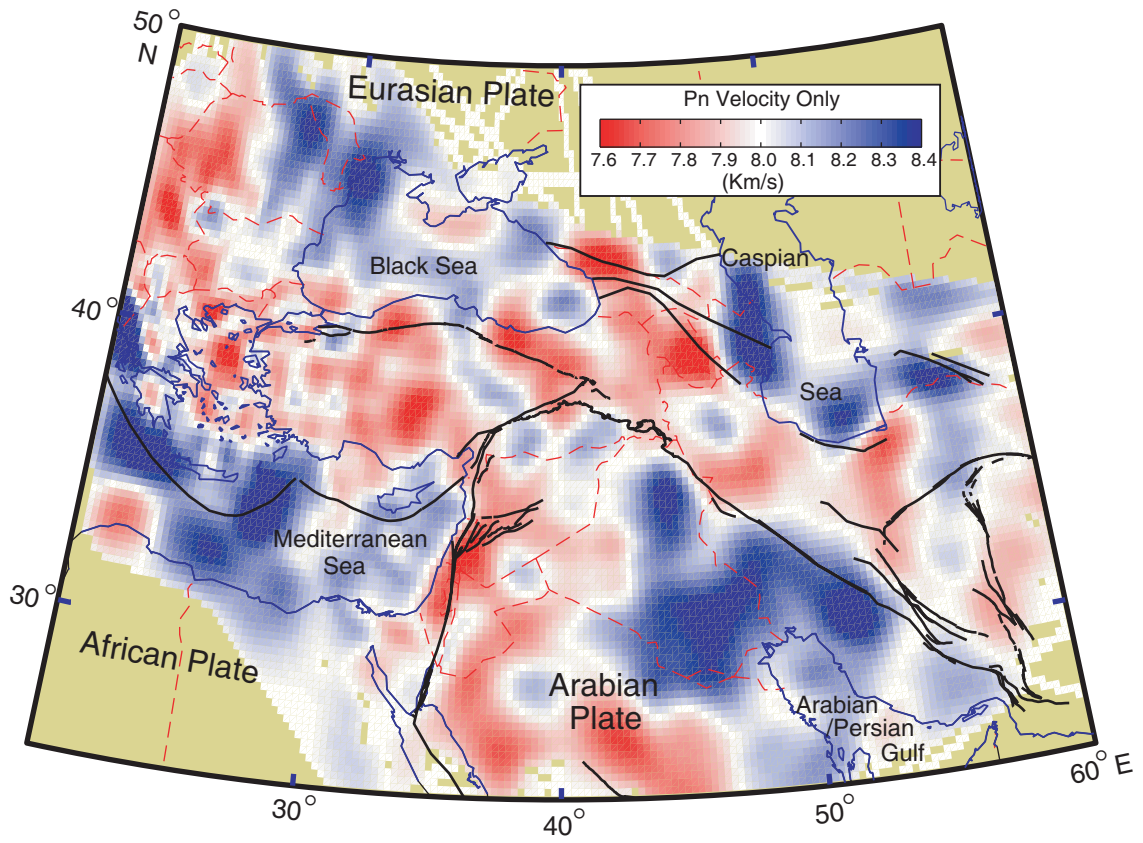 50°
N
Eurasian Plate
Pn Velocity Only
7.6 7.7 7.8 7.9 8.0 8.1 8.2 8.3 8.4
(Km/s)
Black Sea
Caspian
40°
Sea
Mediterranean
Sea
30°
African Plate
Arabian
Plate
Arabian
/Persian
Gulf
30°
40°
50°
60° E